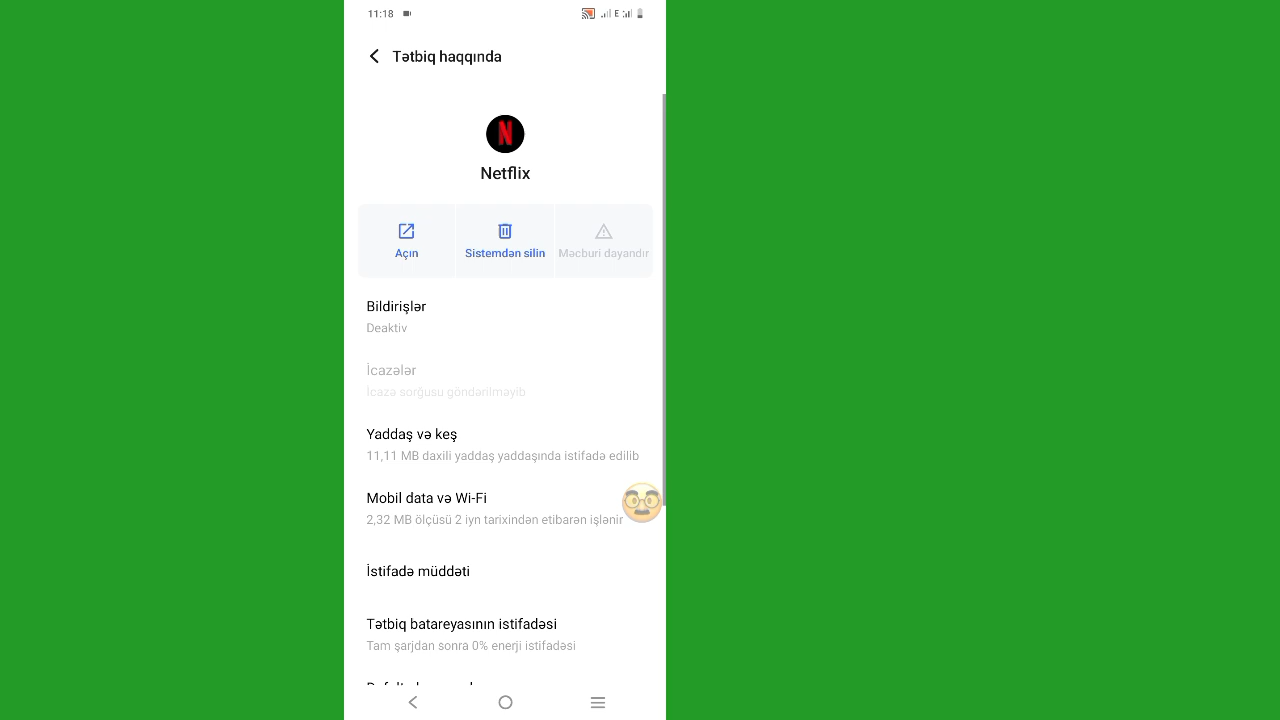 11:18
E
Tətbiq haqqında
N
Netflix
Açın
Sistemdən silin
Məcburi dayandır
Bildirişlər
Deaktiv
İcazələr
İcazə sorğusu göndərilməyib
Yaddaş və keş
11,11 MB daxili yaddaş yaddaşında istifadə edilib
Mobil data və Wi-Fi
2,32 MB ölçüsü 2 iyn tarixindən etibarən işlənir
İstifadə müddəti
Tətbiq batareyasının istifadəsi
Tam şarjdan sonra 0% enerji istifadəsi